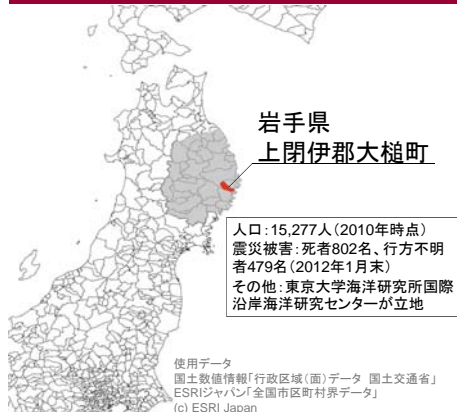 岩手県
上閉伊郡大槌町
人口：15,277人（2010年時点）
震災被害：死者802名、行方不明
者479名（2012年1月末）
その他：東京大学海洋研究所国際
沿岸海洋研究センターが立地
使用データ
国土数値情報「行政区域（面）データ 国土交通省」
ESRIジャパン「全国市区町村界データ」
(c) ESRI Japan